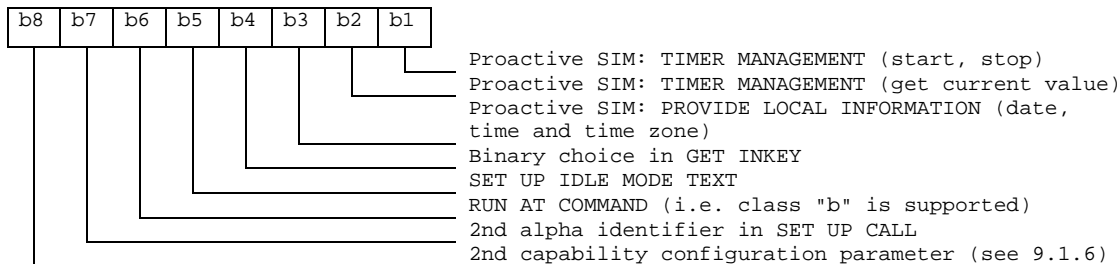 b8 b7 b6 b5 b4 b3 b2 b1
Proactive SIM: TIMER MANAGEMENT (start, stop)
Proactive SIM: TIMER MANAGEMENT (get current value)
Proactive SIM: PROVIDE LOCAL INFORMATION (date,
time and time zone)
Binary choice in GET INKEY
SET UP IDLE MODE TEXT
RUN AT COMMAND (i.e. class "b" is supported)
2nd alpha identifier in SET UP CALL
2nd capability configuration parameter (see 9.1.6)